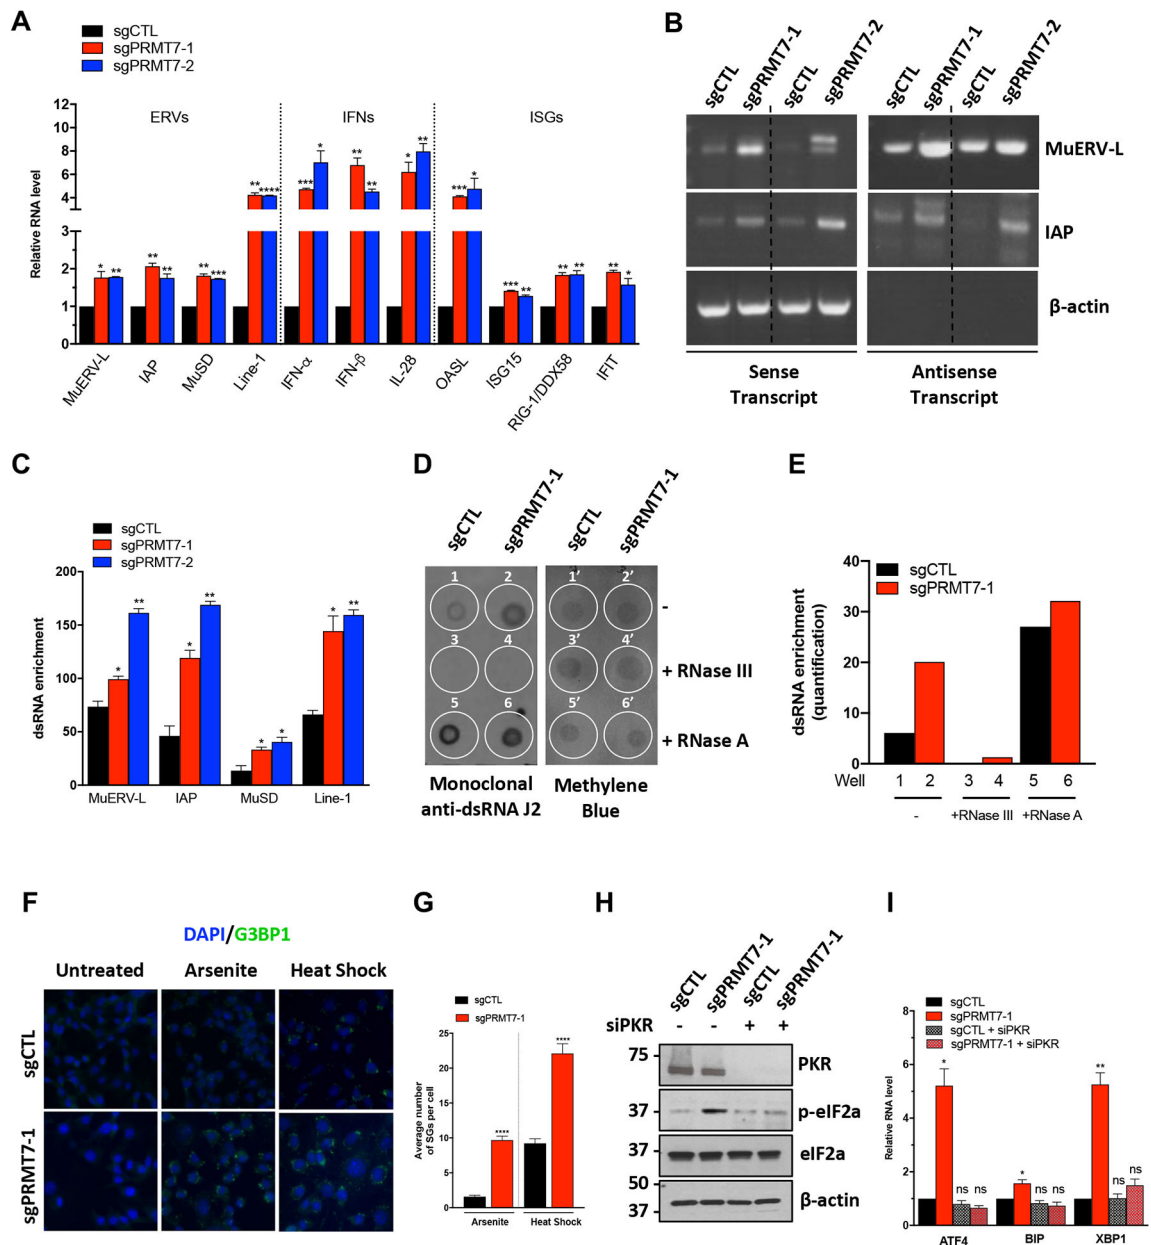 A
sgCTL
sgPRMT7-1
sgPRMT7-2
Relative RNA level
12
10
8
6
4
3
2
1
0
ERVs
IFNs
ISGs
* ** ** *** ** ** ** *** ** **** *** * ** ** * ** *** * *** ** ** ** ** *
MuERV-L
IAP
MuSD
Line-1
IFN-α
IFN-β
IL-28
OASL
ISG15
RIG-1/DDX58
IFIT
B
sgCTL
sgPRMT7-1
sgCTL
sgPRMT7-2
sgCTL
sgPRMT7-1
sgCTL
sgPRMT7-2
MuERV-L
IAP
β-actin
Sense
Transcript
Antisense
Transcript
C
sgCTL
sgPRMT7-1
sgPRMT7-2
dsRNA enrichment
200
150
100
50
0
* ** * ** * * * **
MuERV-L IAP MuSD Line-1
D
sgCTL
sgPRMT7-1
sgCTL
sgPRMT7-1
1 2 1’ 2’ -
3 4 3’ 4’ + RNase III
5 6 5’ 6’ + RNase A
Monoclonal
anti-dsRNA J2
Methylene
Blue
E
sgCTL
sgPRMT7-1
dsRNA enrichment
(quantification)
40
30
20
10
0
Well 1 2 3 4 5 6
- +RNase III +RNase A
F
DAPI/G3BP1
Untreated Arsenite Heat Shock
sgCTL
sgPRMT7-1
G
sgCTL
sgPRMT7-1
Average number
of SGs per cell
25
20
15
10
5
0
**** ****
Arsenite Heat Shock
H
sgCTL
sgPRMT7-1
sgCTL
sgPRMT7-1
siPKR - - + +
75 PKR
37 p-eIF2a
37 eIF2a
50
37
β-actin
I
sgCTL
sgPRMT7-1
sgCTL + siPKR
sgPRMT7-1 + siPKR
Relative RNA level
8
6
4
2
0
* ns ns * ns ns ** ns ns
ATF4 BIP XBP1